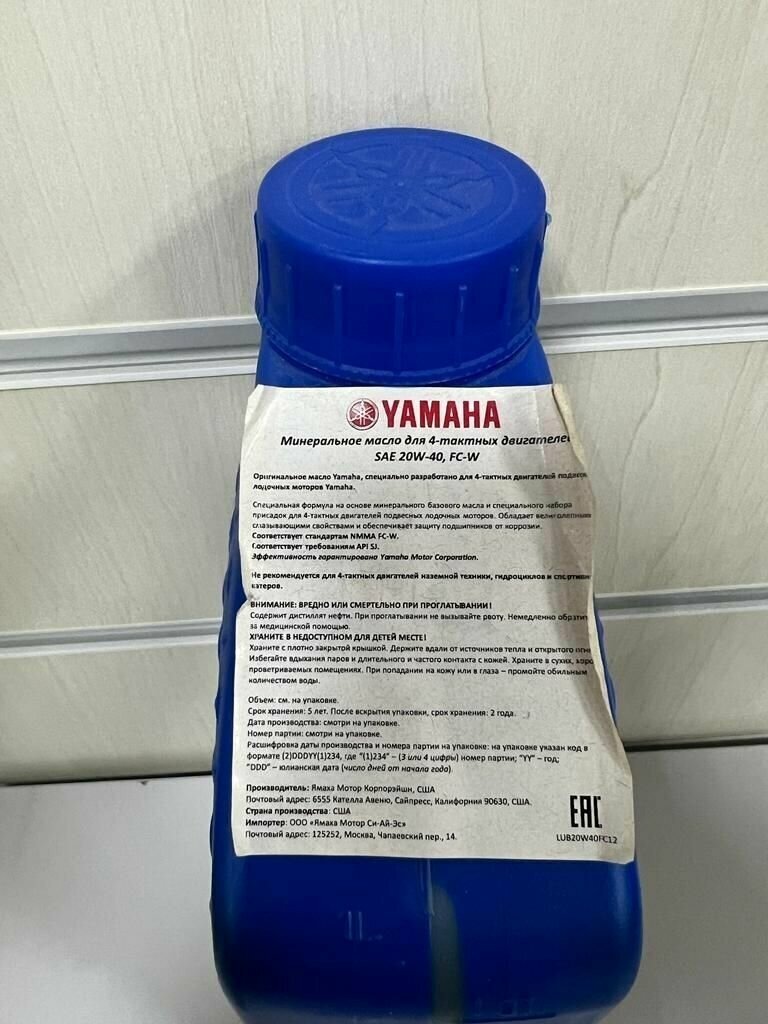 YAMAHA
Минеральное масло для 4-тактных двигателе
SAE 20W-40, FC-W
Оригинальное масло Yamaha, специально разработано для 4-тактных двигателей
лодочных моторов Yamaha.
Специальная формула на основе минерального базового масла и специального набора
присадок для 4-тактных двигателей подвесных лодочных моторов. Обладает
смазывающими свойствами и обеспечивает защиту подшипников от коррозии.
Соответствует стандартам NMMA FC-W.
Соответствует требованиям API SJ.
Эффективность гарантирована Yamaha Motor Corporation.
Не рекомендуется для 4-тактных двигателей наземной техники, гидроциклов и
катеров.
ВНИМАНИЕ: ВРЕДНО ИЛИ СМЕРТЕЛЬНО ПРИ ПРОГЛАТЫВАНИИ!
Содержит дистиллят нефти. При проглатывании не вызывайте рвоту. Немедленно
за медицинской помощью.
ХРАНИТЕ В НЕДОСТУПНОМ ДЛЯ ДЕТЕЙ МЕСТЕ!
Храните с плотно закрытой крышкой. Держите вдали от источников тепла и открытого
Избегайте вдыхания паров и длительного и частого контакта с кожей. Храните в сухих,
проветриваемых помещениях. При попадании на кожу или в глаза – промойте обильным
количеством воды.
Объем: см. на упаковке.
Срок хранения: 5 лет. После вскрытия упаковки, срок хранения: 2 года.
Дата производства: смотри на упаковке.
Номер партии: смотри на упаковке.
Расшифровка даты производства и номера партии на упаковке: на упаковке указан код в
формате (2)DDDYY(1)234, где "(1)234" – (3 или 4 цифры) номер партии; "YY" – год;
"DDD" – юлианская дата (число дней от начала года).
Производитель: Ямаха Мотор Корпорэйшн, США
Почтовый адрес: 6555 Кателла Авеню, Сайпресс, Калифорния 90630, США.
Страна производства: США
Импортер: ООО «Ямаха Мотор Си-Ай-Эс»
Почтовый адрес: 125252, Москва, Чапаевский пер., 14.
EAC
LUB20W40FC12
1L